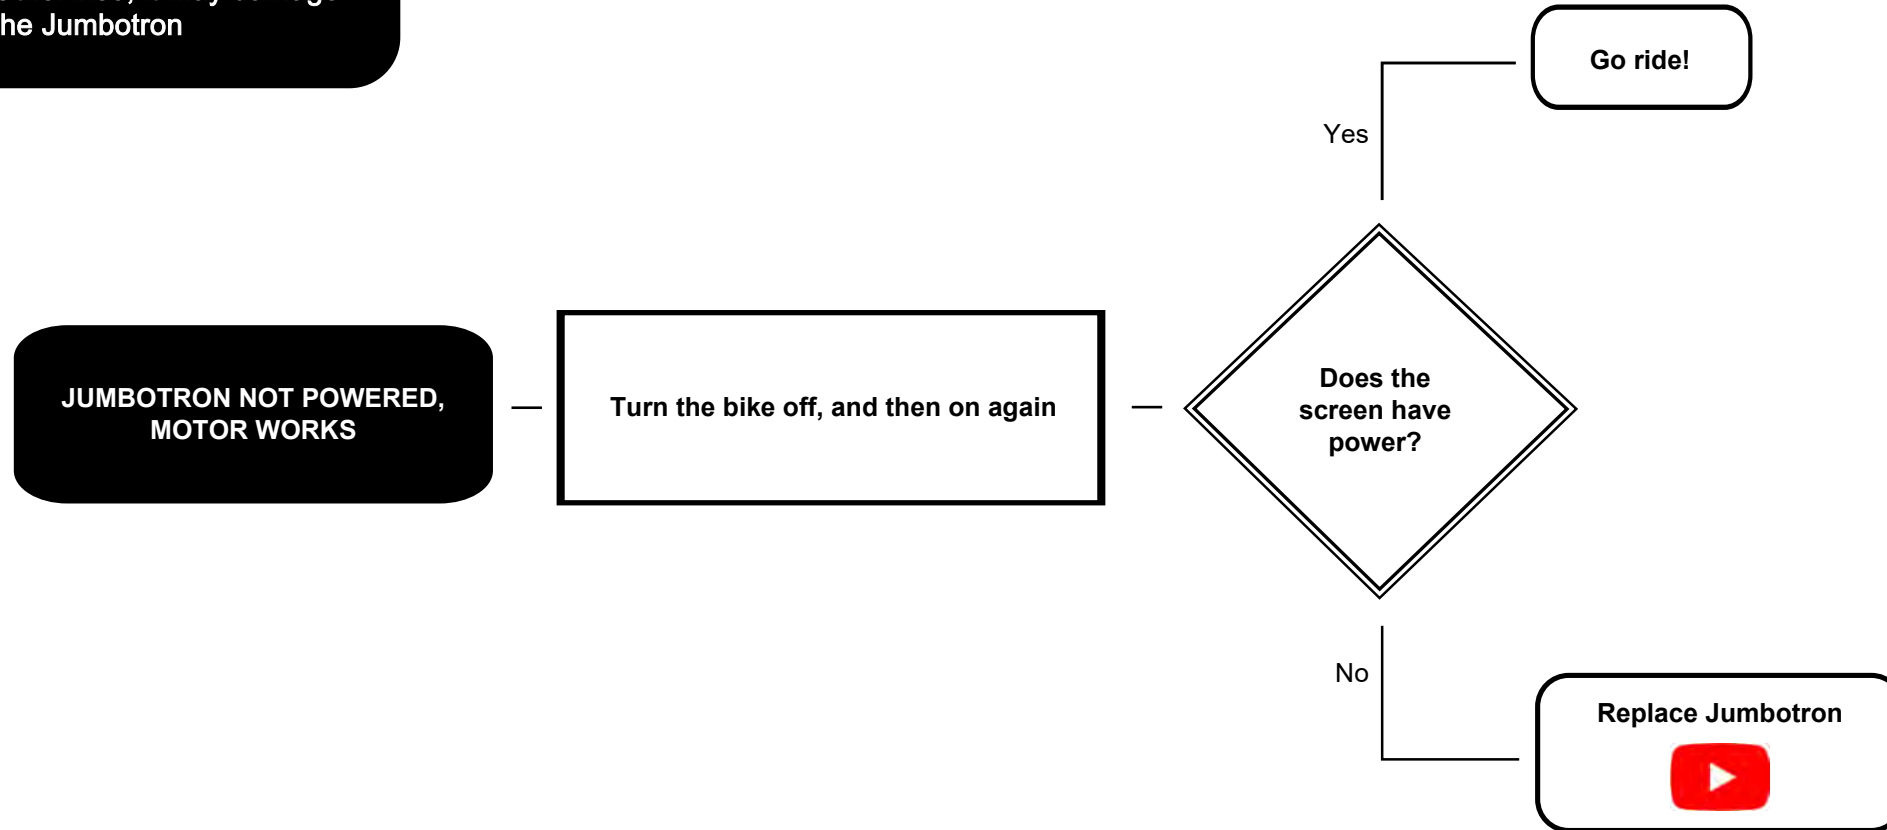 he Jumbotron
Go ride!
Yes
JUMBOTRON NOT POWERED,
MOTOR WORKS
Turn the bike off, and then on again
Does the
screen have
power?
No
Replace Jumbotron